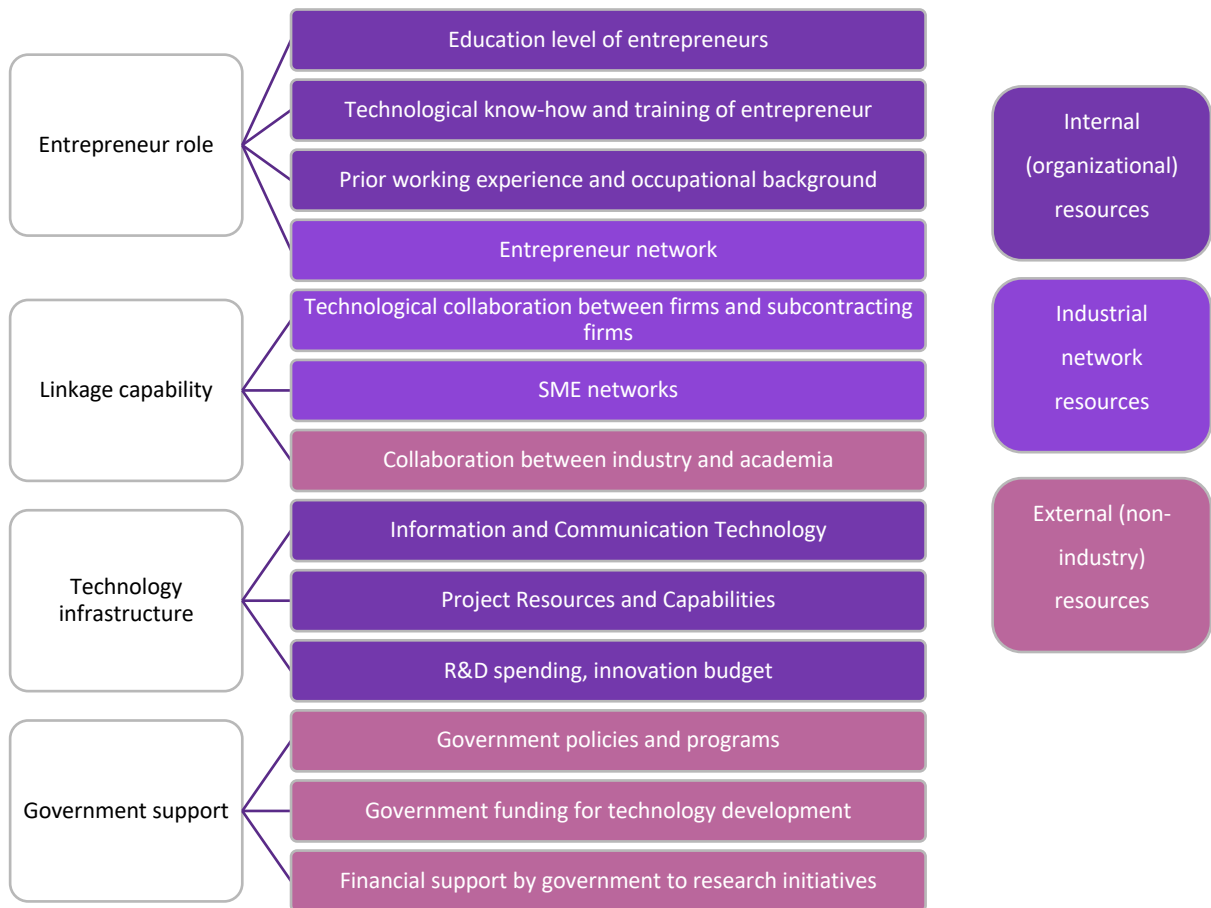 Education level of entrepreneurs
Technological know-how and training of entrepreneur
Entrepreneur role
Prior working experience and occupational background
Entrepreneur network
Technological collaboration between firms and subcontracting
firms
Linkage capability
SME networks
Collaboration between industry and academia
Information and Communication Technology
Technology
infrastructure
Project Resources and Capabilities
R&D spending, innovation budget
Government policies and programs
Government support
Government funding for technology development
Financial support by government to research initiatives
Internal
(organizational)
resources
Industrial
network
resources
External (non-
industry)
resources